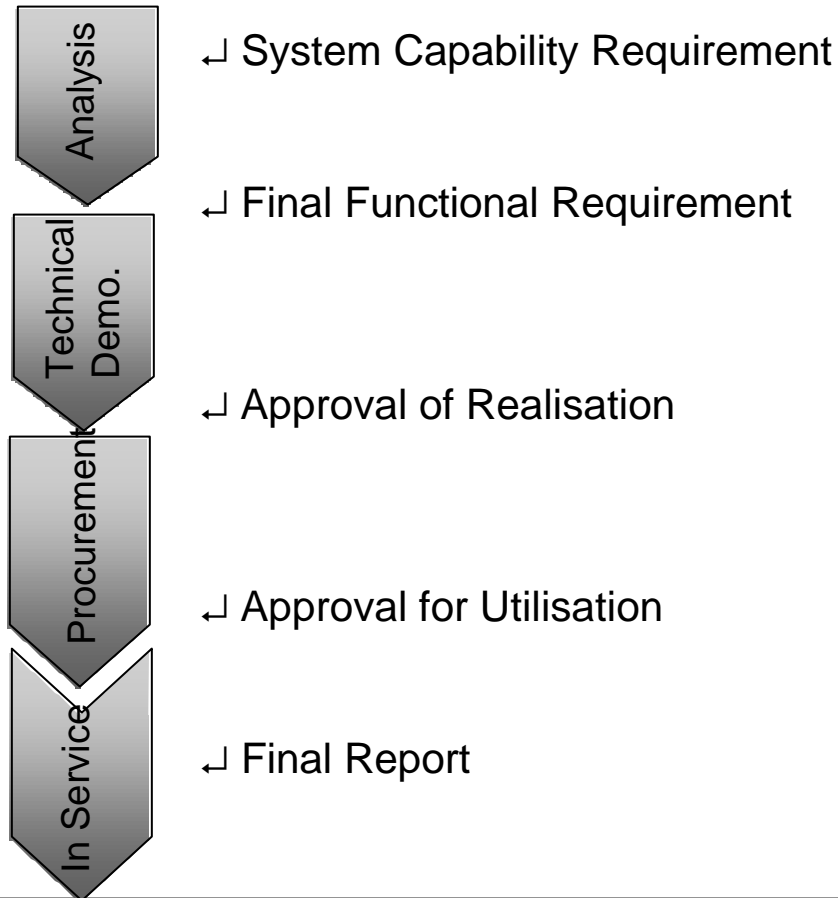 Analysis
↵ System Capability Requirement
↵ Final Functional Requirement
Technical
Demo.
↵ Approval of Realisation
Procurement
↵ Approval for Utilisation
In Service
↵ Final Report